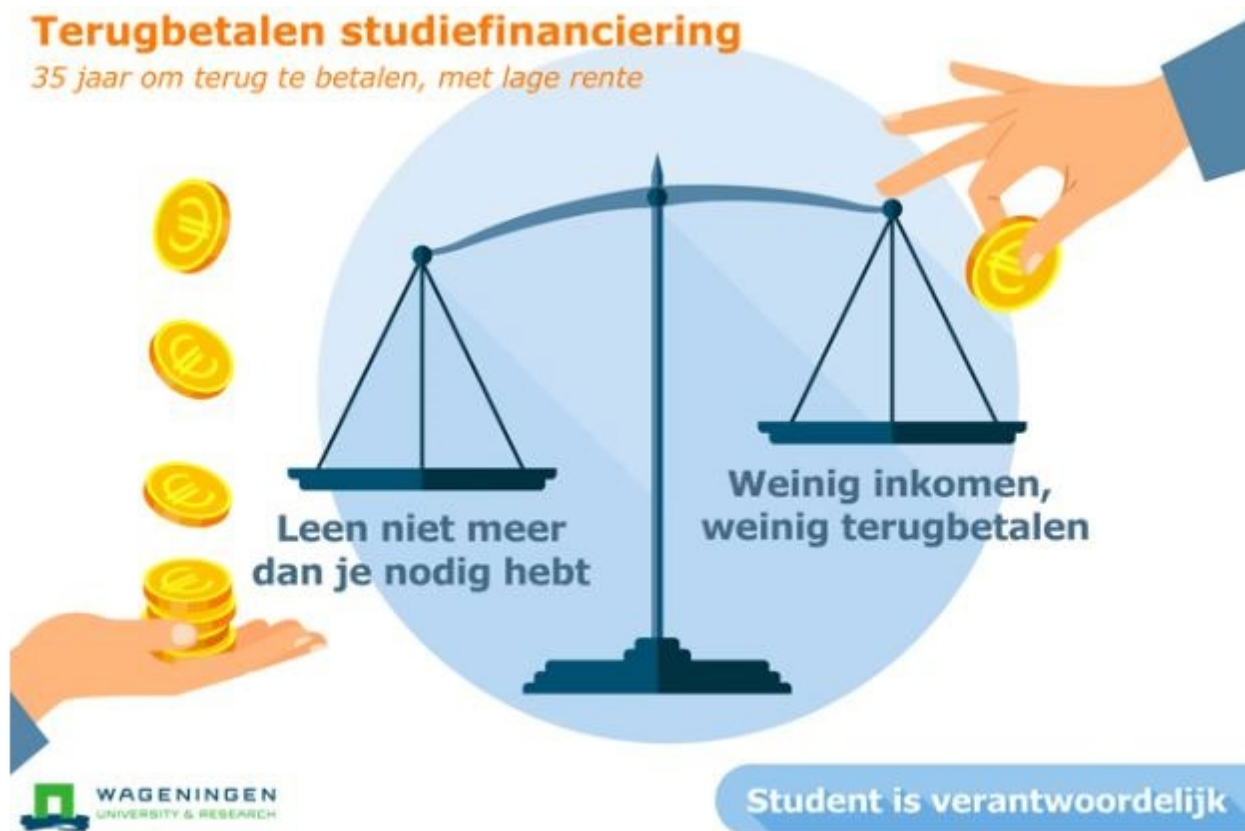 Terugbetalen studiefinanciering
35 jaar om terug te betalen, met lage rente
Leen niet meer
dan je nodig hebt
Weinig inkomen,
weinig terugbetalen
WAGENINGEN
UNIVERSITY & RESEARCH
Student is verantwoordelijk